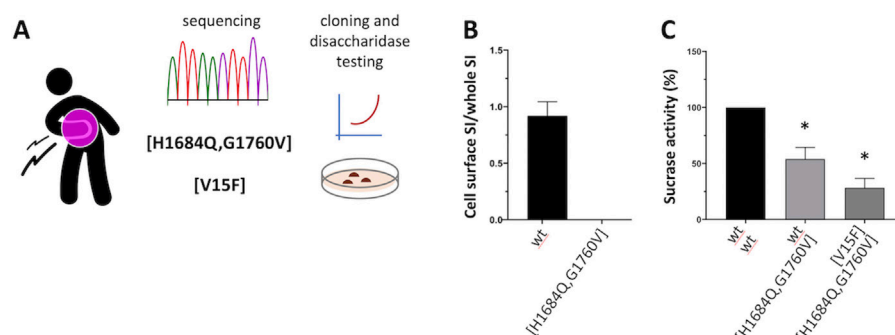 A
sequencing
cloning and
disaccharidase
testing
[H1684Q,G1760V]
[V15F]
B
Cell surface SI/whole SI
1.5
1.0
0.5
0.0
wt
[H1684Q,G1760V]
C
Sucrase activity (%)
150
100
50
0
*
*
wt
wt
wt
[H1684Q,G1760V]
[V15F]
[H1684Q,G1760V]